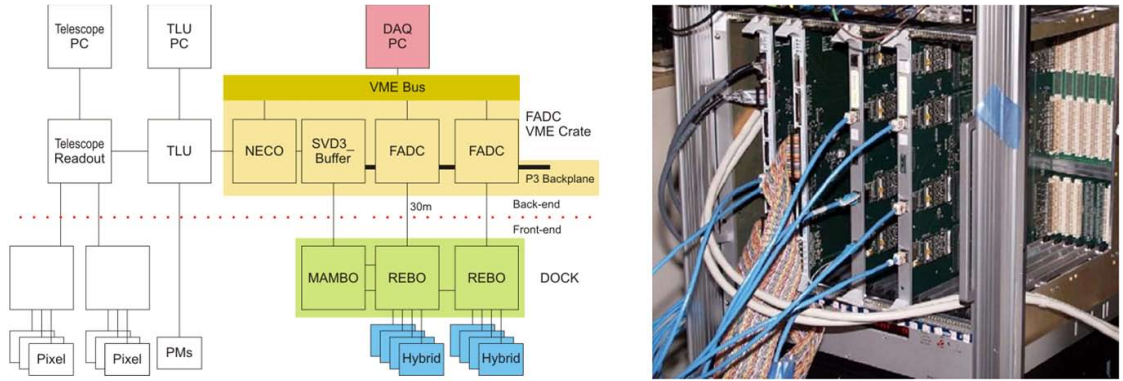 Telescope
PC
TLU
PC
DAQ
PC
VME Bus
FADC
VME Crate
Telescope
Readout
TLU
NECO
SVD3_
Buffer
FADC
FADC
P3 Backplane
Back-end
30m
Front-end
MAMBO
REBO
REBO
DOCK
Pixel
Pixel
PMs
Hybrid
Hybrid